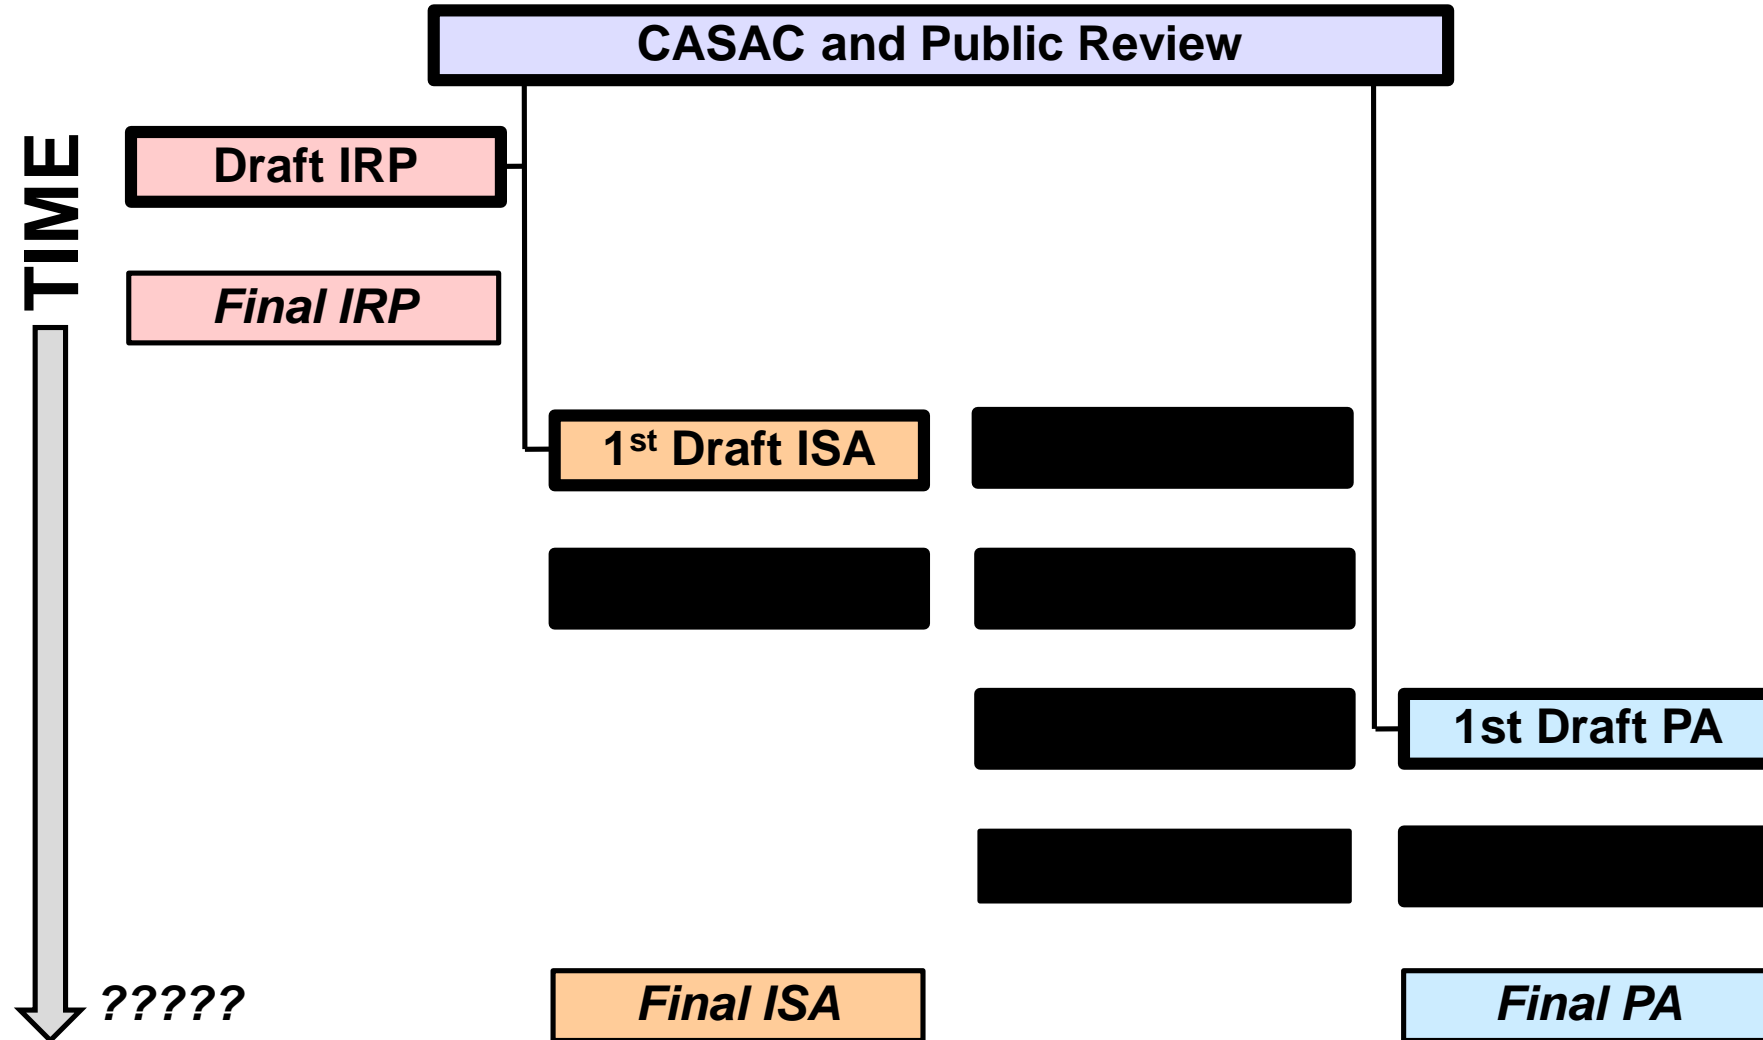 CASAC and Public Review
TIME
Draft IRP
Final IRP
1st Draft ISA
1st Draft PA
?????
Final ISA
Final PA